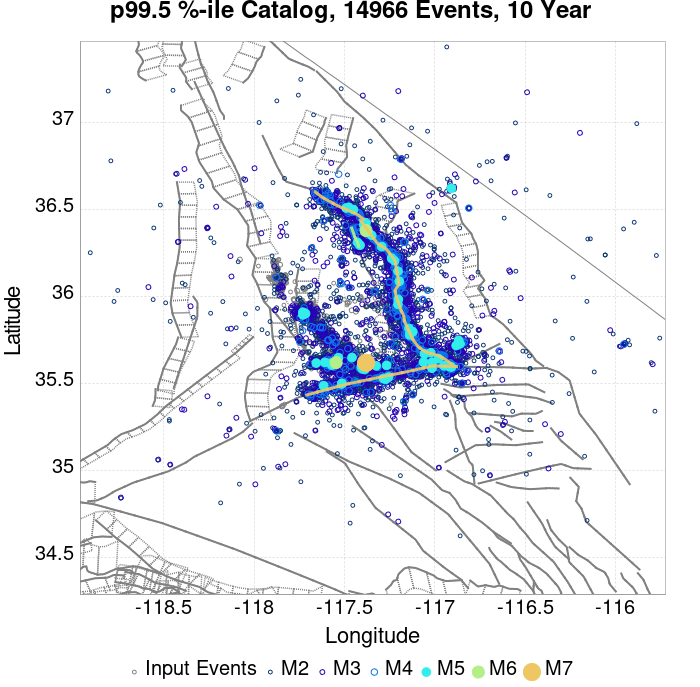 p99.5 %-ile Catalog, 14966 Events, 10 Year
37
36.5
36
35.5
35
34.5
Latitude
-118.5 -118 -117.5 -117 -116.5 -116
Longitude
Input Events M2 M3 M4 M5 M6 M7